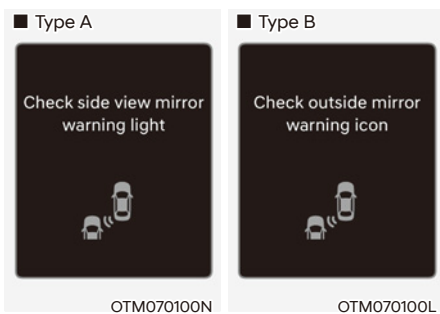 ■ Type A
Check side view mirror
warning light
OTM070100N
■ Type B
Check outside mirror
warning icon
OTM070100L